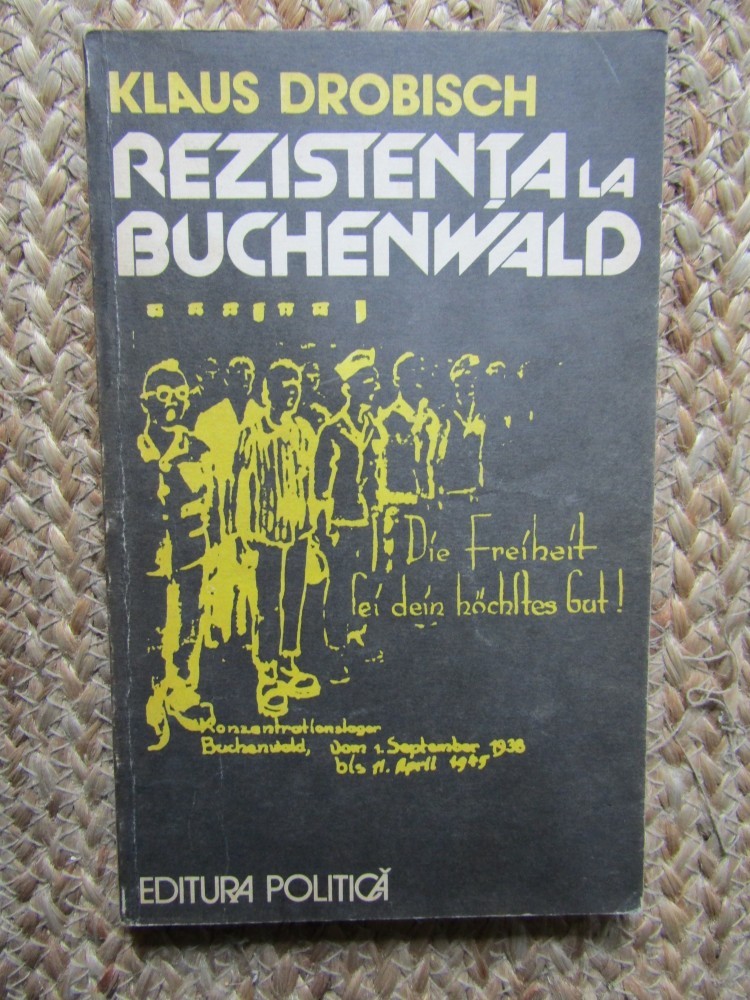 KLAUS DROBISCH
REZISTENȚA LA
BUCHENWALD
Die Freiheit
sei dein höchstes Gut!
Konzentrationslager
Buchenwald, vom 1. September 1938
bis 11. April 1945
EDITURA POLITICĂ